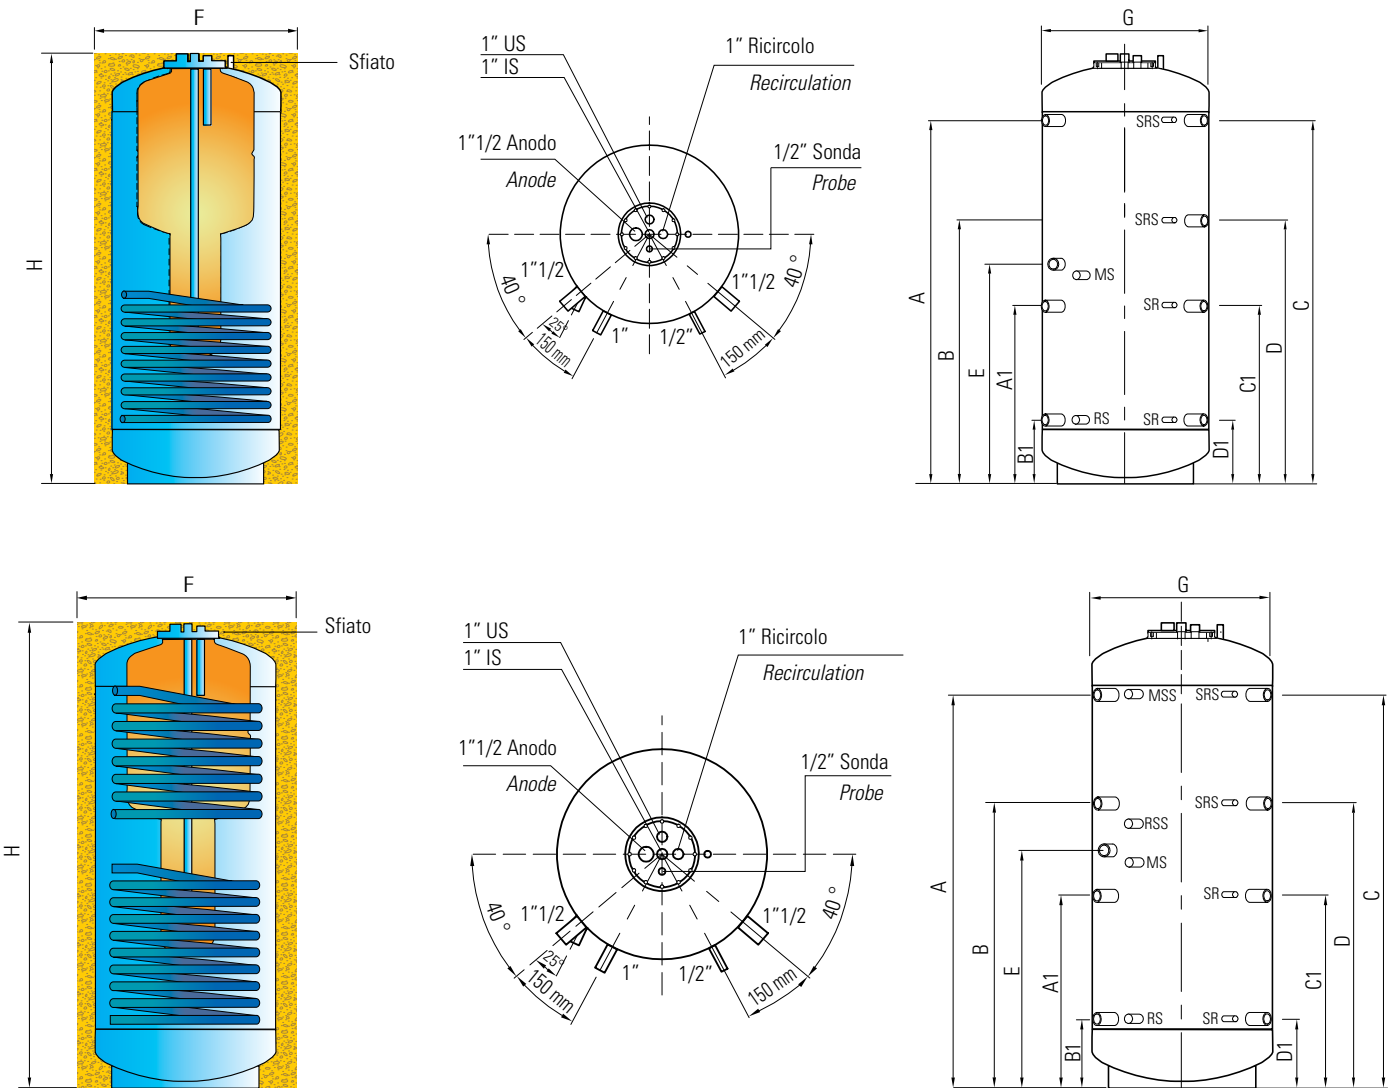 F
Sfiato
H
1" US
1" IS
1" Ricircolo
Recirculation
1"1/2 Anodo
Anode
1/2" Sonda
Probe
40 °
1"1/2
25°
150 mm
1"
1/2"
150 mm
1"1/2
40 °
G
SRS
SRS
MS
SR
RS
SR
A
B
E
A1
B1
D1
C1
D
C
F
Sfiato
H
1" US
1" IS
1" Ricircolo
Recirculation
1"1/2 Anodo
Anode
1/2" Sonda
Probe
40 °
1"1/2
25°
150 mm
1"
1/2"
150 mm
1"1/2
40 °
G
MSS SRS
SRS
RSS
MS
SR
RS SR
A
B
E
A1
B1
D1
C1
D
C